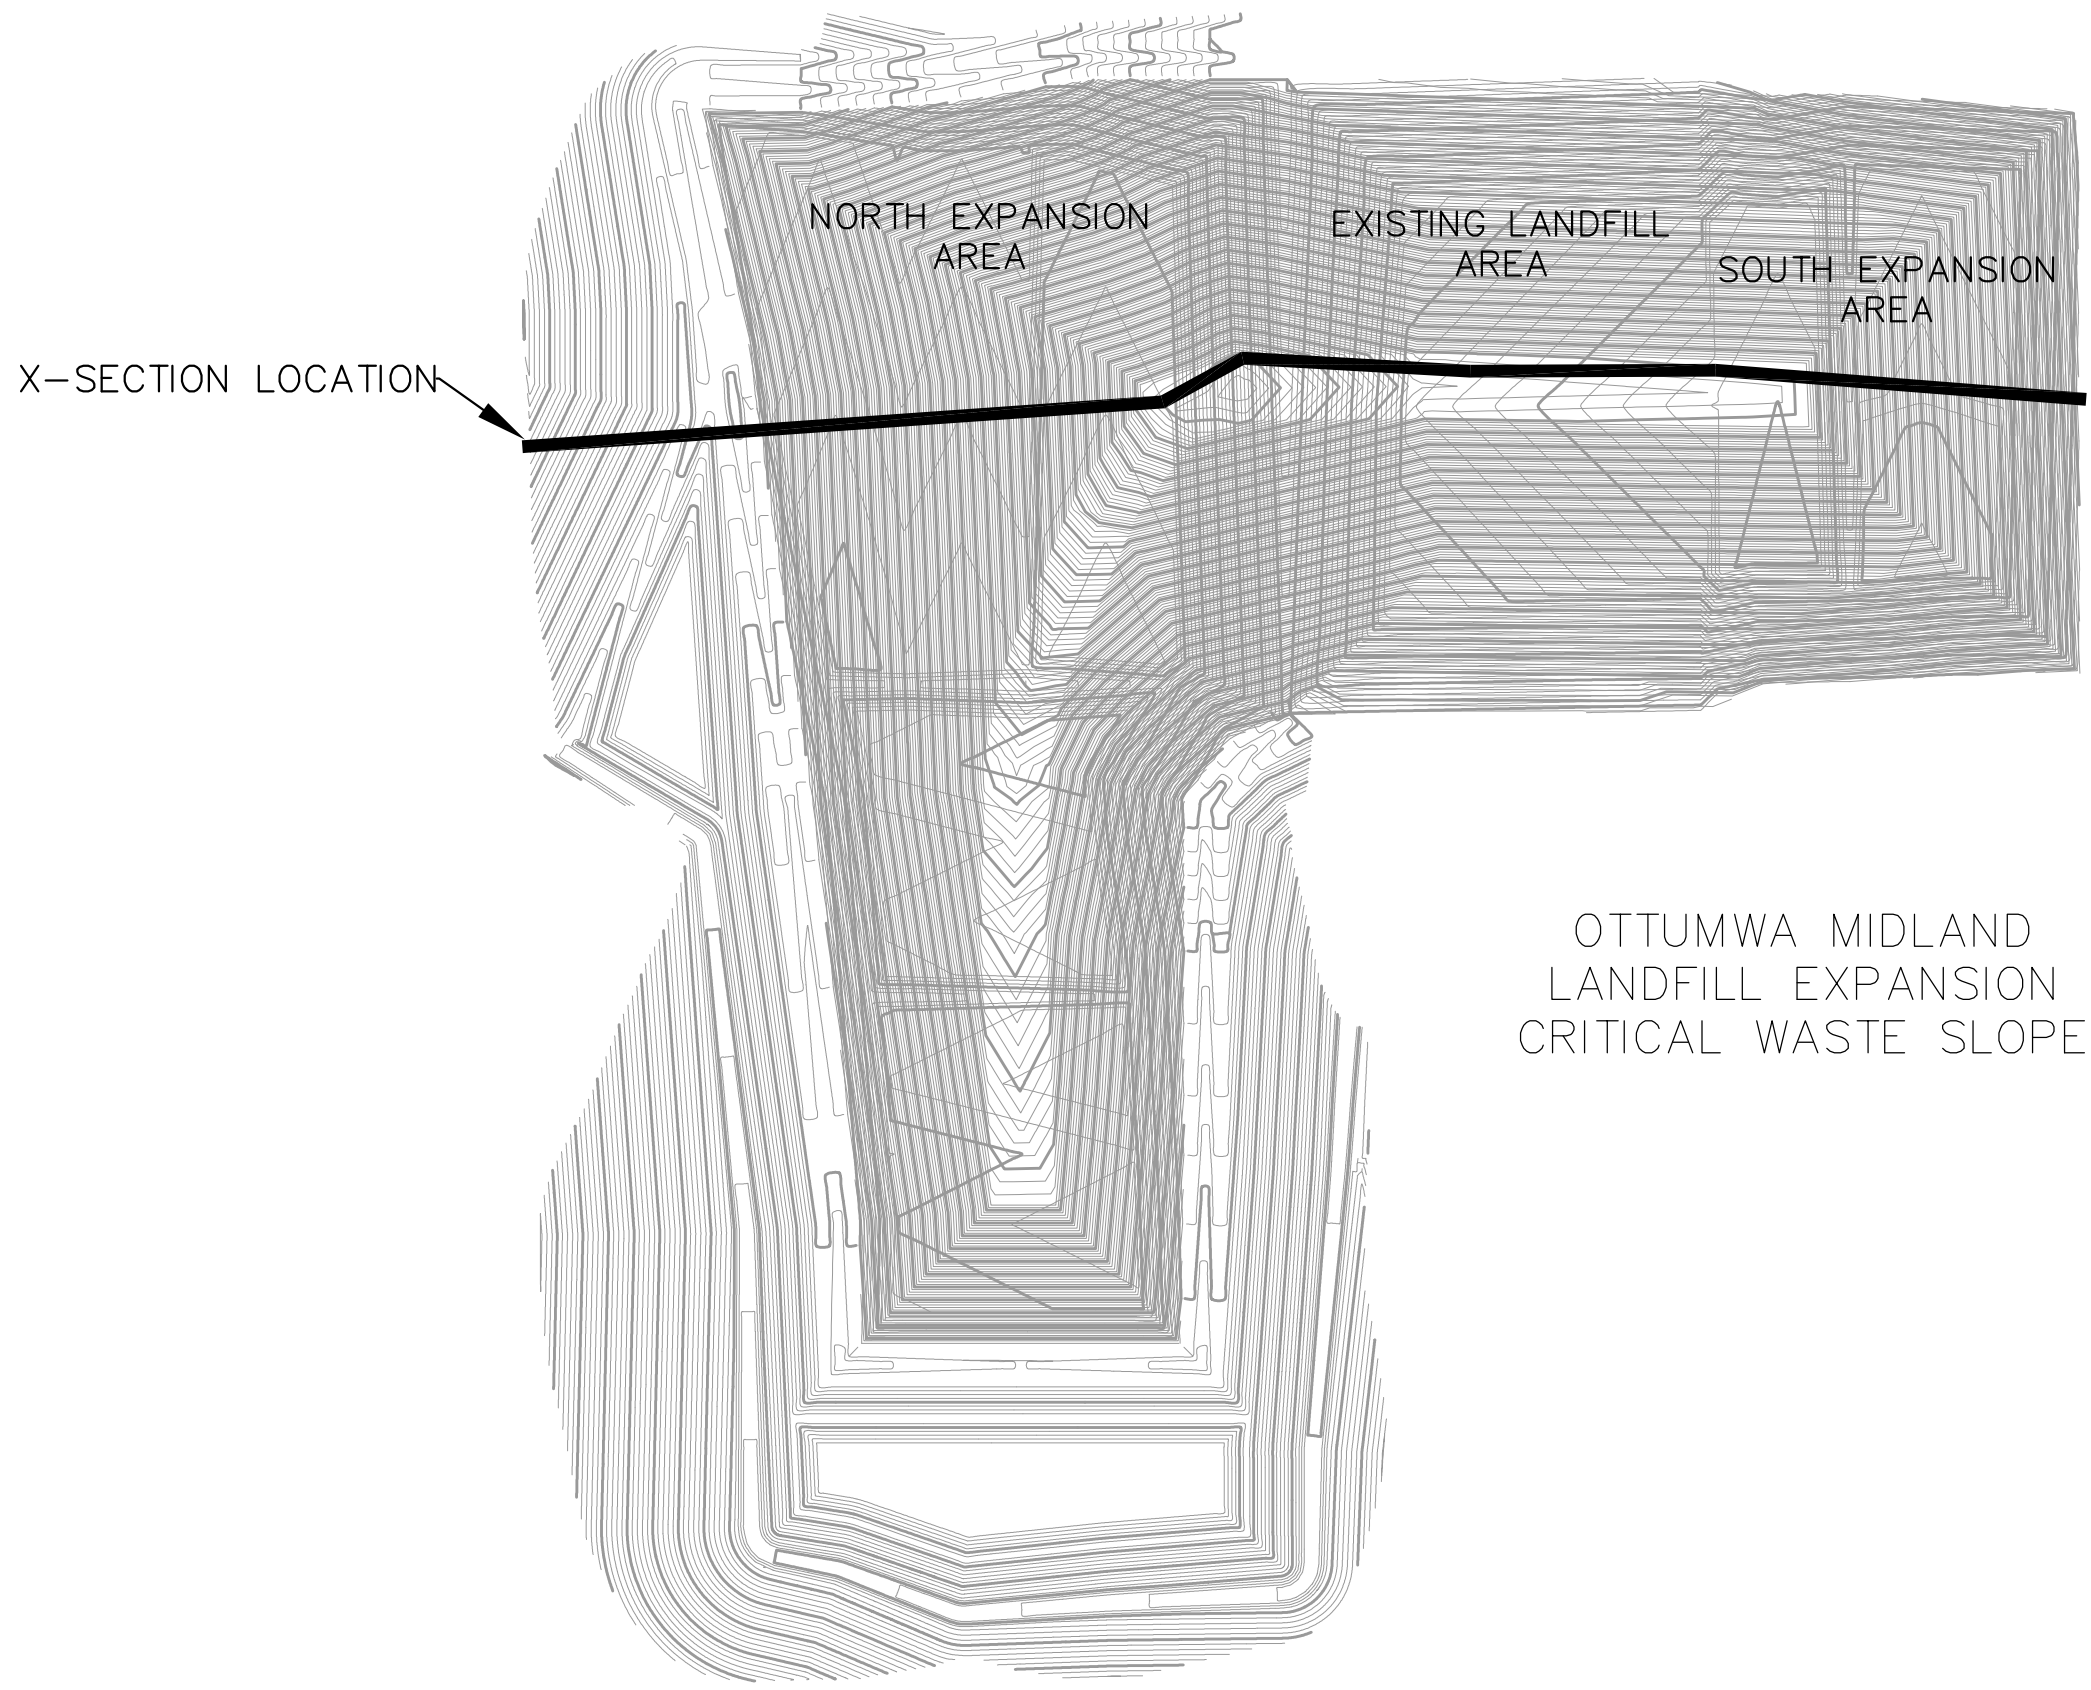 NORTH EXPANSION
AREA
EXISTING LANDFILL
AREA
SOUTH EXPANSION
AREA
X-SECTION LOCATION
OTTUMWA MIDLAND
LANDFILL EXPANSION
CRITICAL WASTE SLOPE